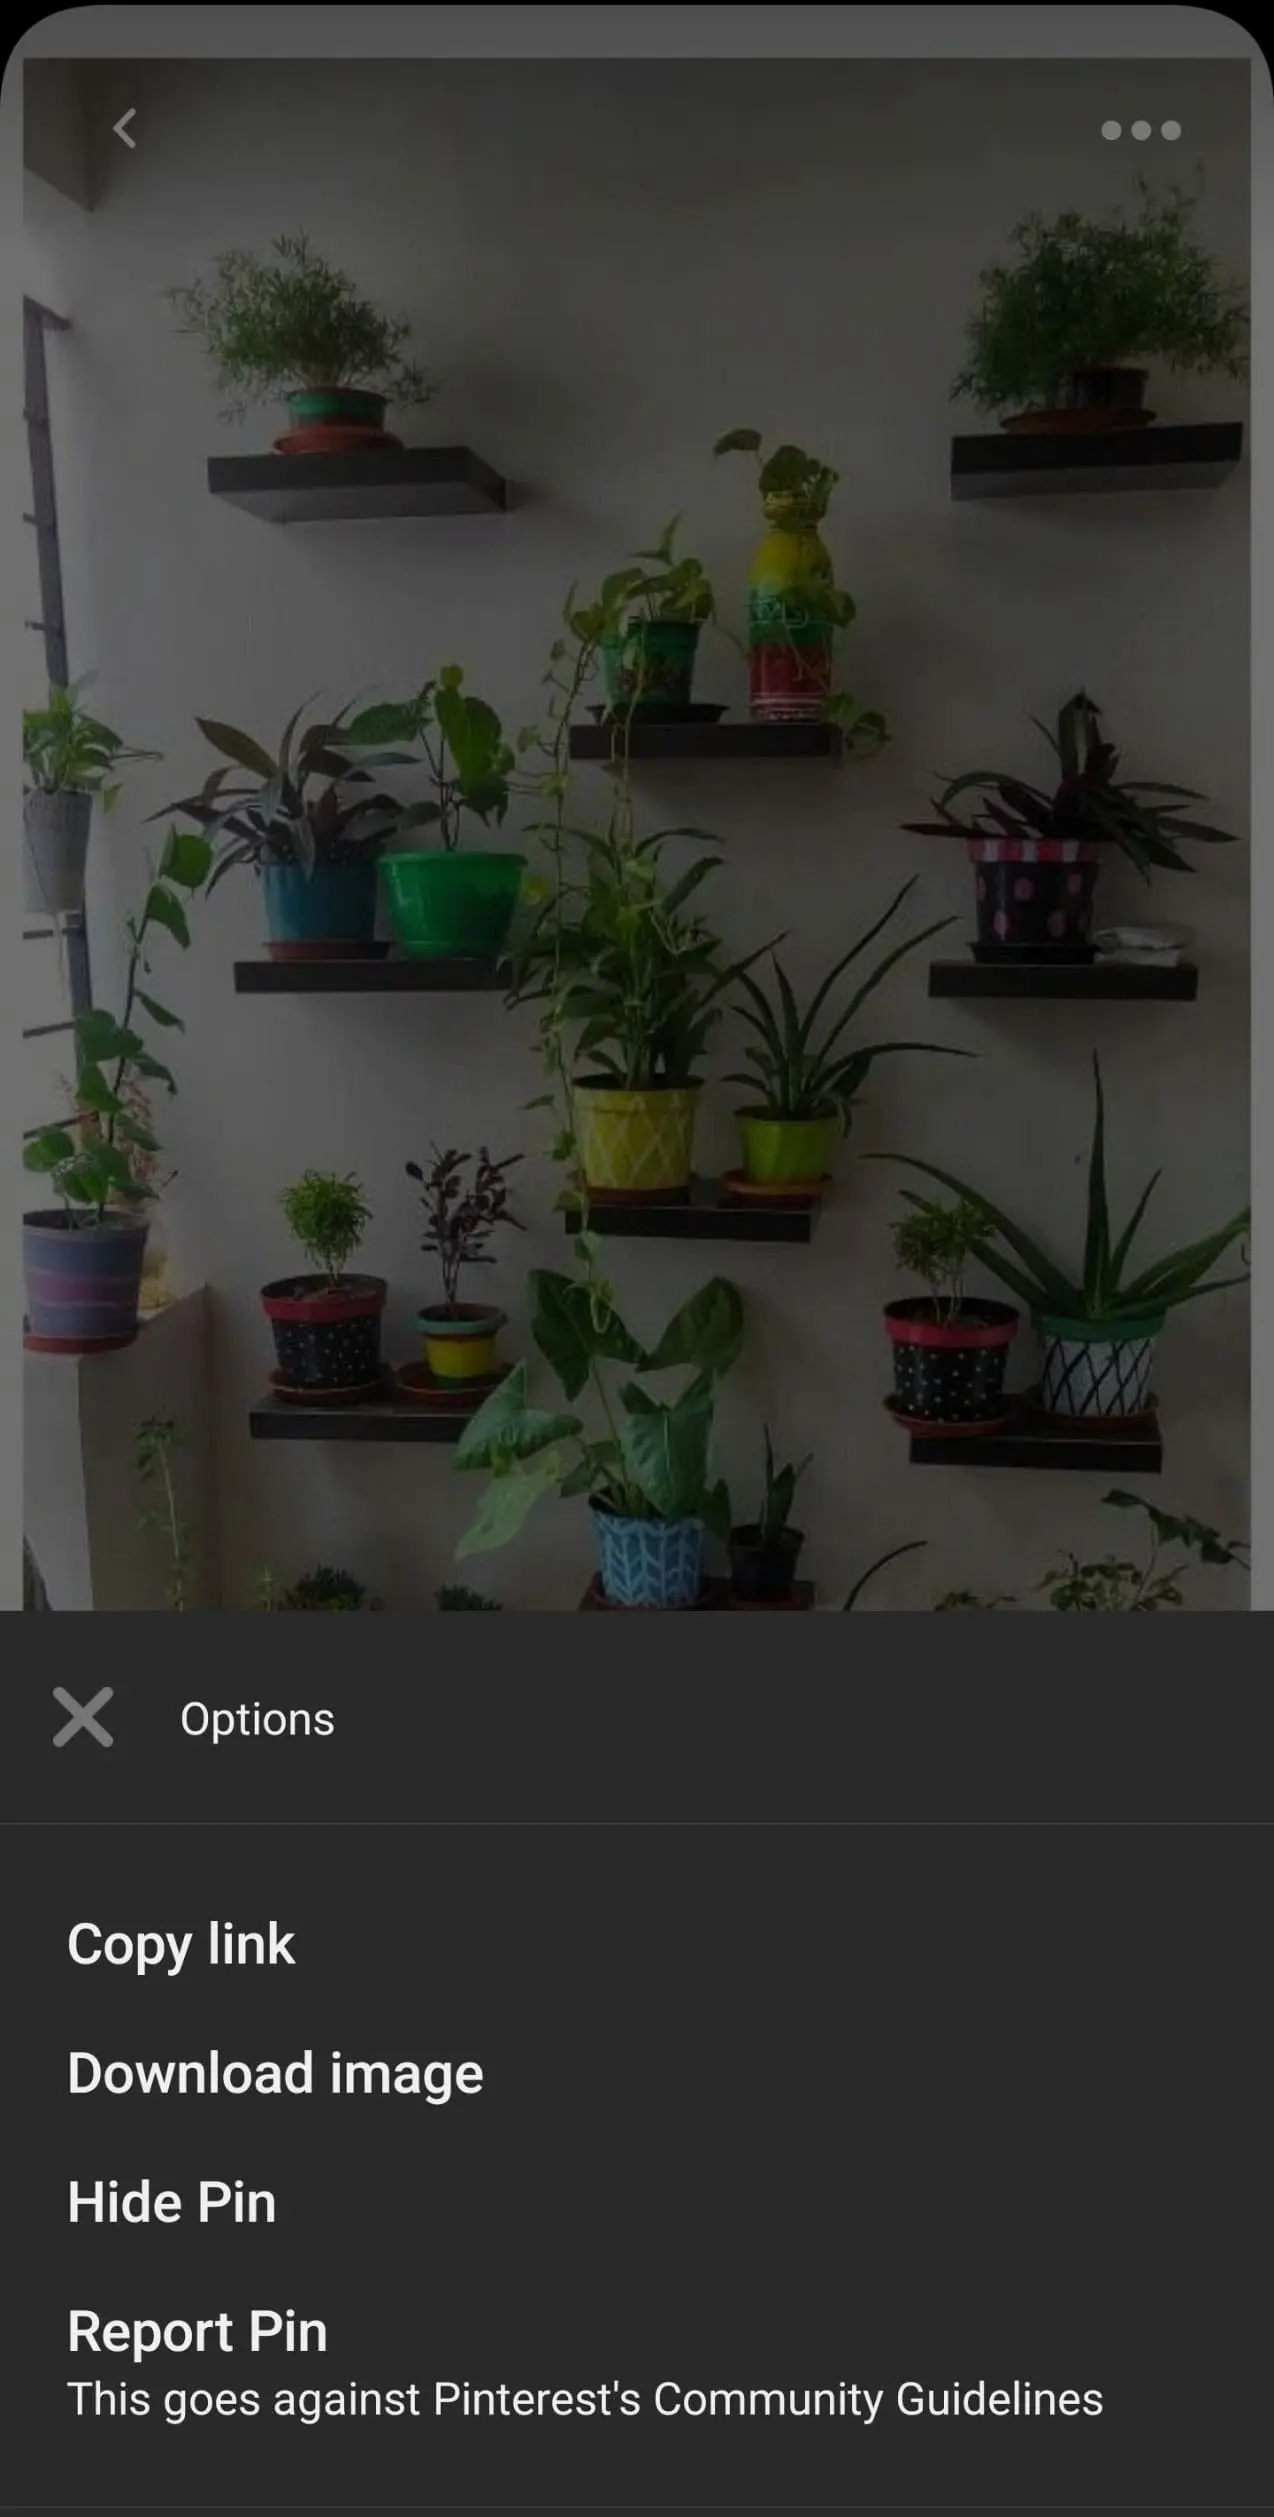 Options
Copy link
Download image
Hide Pin
Report Pin
This goes against Pinterest's Community Guidelines